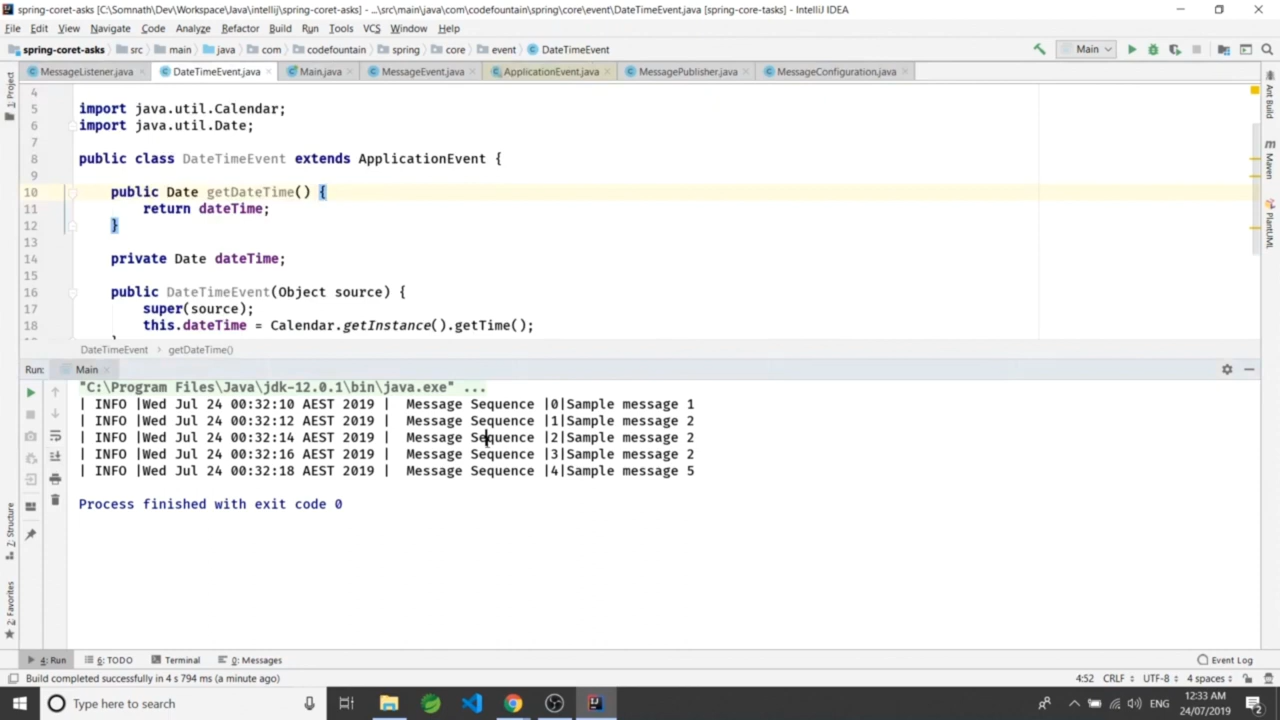 spring-coret-asks [C:\Somnath\Dev\Workspace\Java\intellij\spring-coret-asks] - ...\src\main\java\com\codefountain\spring\core\event\DateTimeEvent.java [spring-core-tasks] - IntelliJ IDEA
File Edit View Navigate Code Analyze Refactor Build Run Tools VCS Window Help
spring-coret-asks src main java com codefountain spring core event DateTimeEvent Main
MessageListener.java DateTimeEvent.java Main.java MessageEvent.java ApplicationEvent.java MessagePublisher.java MessageConfiguration.java
1: Project
Ant Build
Maven
PlantUML
4
5 import java.util.Calendar;
6 import java.util.Date;
7
8 public class DateTimeEvent extends ApplicationEvent {
9
10 public Date getDateTime() {
11 return dateTime;
12 }
13
14 private Date dateTime;
15
16 public DateTimeEvent(Object source) {
17 super(source);
18 this.dateTime = Calendar.getInstance().getTime();
DateTimeEvent > getDateTime()
Run: Main
"C:\Program Files\Java\jdk-12.0.1\bin\java.exe" ...
| INFO |Wed Jul 24 00:32:10 AEST 2019 | Message Sequence |0|Sample message 1
| INFO |Wed Jul 24 00:32:12 AEST 2019 | Message Sequence |1|Sample message 2
| INFO |Wed Jul 24 00:32:14 AEST 2019 | Message Sequence |2|Sample message 2
| INFO |Wed Jul 24 00:32:16 AEST 2019 | Message Sequence |3|Sample message 2
| INFO |Wed Jul 24 00:32:18 AEST 2019 | Message Sequence |4|Sample message 5
Process finished with exit code 0
Z: Structure
2: Favorites
4: Run 6: TODO Terminal 0: Messages Event Log
Build completed successfully in 4 s 794 ms (a minute ago) 4:52 CRLF UTF-8 4 spaces
Type here to search
ENG
12:33 AM
24/07/2019
2